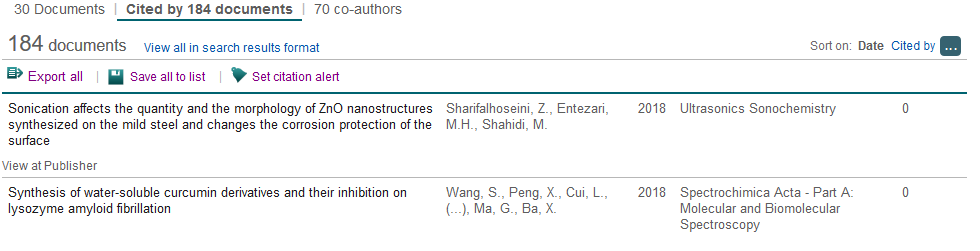 30 Documents | Cited by 184 documents | 70 co-authors
184 documents View all in search results format Sort on: Date Cited by ...
Export all | Save all to list | Set citation alert
Sonication affects the quantity and the morphology of ZnO nanostructures Sharifalhoseini, Z., Entezari, 2018 Ultrasonics Sonochemistry 0
synthesized on the mild steel and changes the corrosion protection of the M.H., Shahidi, M.
surface
View at Publisher
Synthesis of water-soluble curcumin derivatives and their inhibition on Wang, S., Peng, X., Cui, L., 2018 Spectrochimica Acta - Part A: 0
lysozyme amyloid fibrillation (...), Ma, G., Ba, X. Molecular and Biomolecular
Spectroscopy